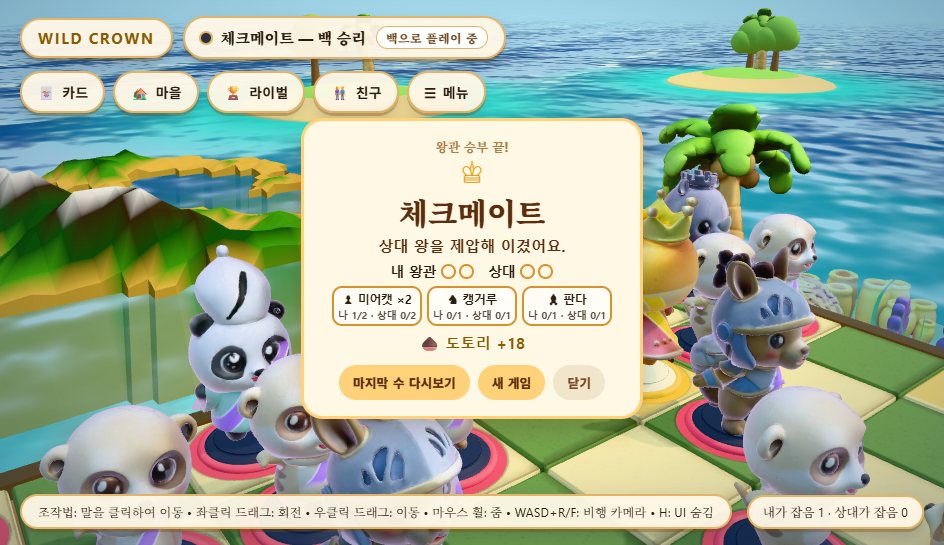 WILD CROWN
체크메이트 — 백 승리 백으로 플레이 중
카드 마을 라이벌 친구 ☰ 메뉴
왕관 승부 끝!
체크메이트
상대 왕을 제압해 이겼어요.
내 왕관 상대
미어캣 ×2
나 1/2 · 상대 0/2
캥거루
나 0/1 · 상대 0/1
판다
나 0/1 · 상대 0/1
도토리 +18
마지막 수 다시보기 새 게임 닫기
조작법: 말을 클릭하여 이동 • 좌클릭 드래그: 회전 • 우클릭 드래그: 이동 • 마우스 휠: 줌 • WASD+R/F: 비행 카메라 • H: UI 숨김
내가 잡음 1 · 상대가 잡음 0